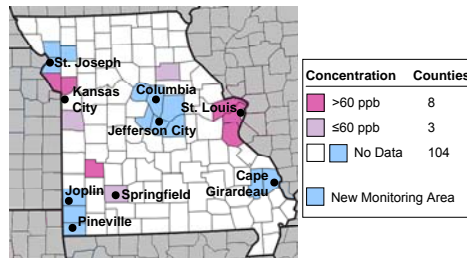 St. Joseph
Kansas
City
Columbia
St. Louis
Jefferson City
Cape
Girardeau
Joplin
Springfield
Pineville
Concentration Counties
>60 ppb 8
≤60 ppb 3
No Data 104
New Monitoring Area